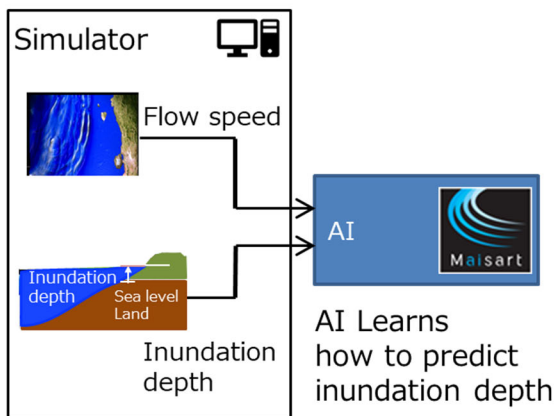 Simulator
Flow speed
Inundation
depth
Sea level
Land
Inundation
depth
AI
Maisart
AI Learns
how to predict
inundation depth